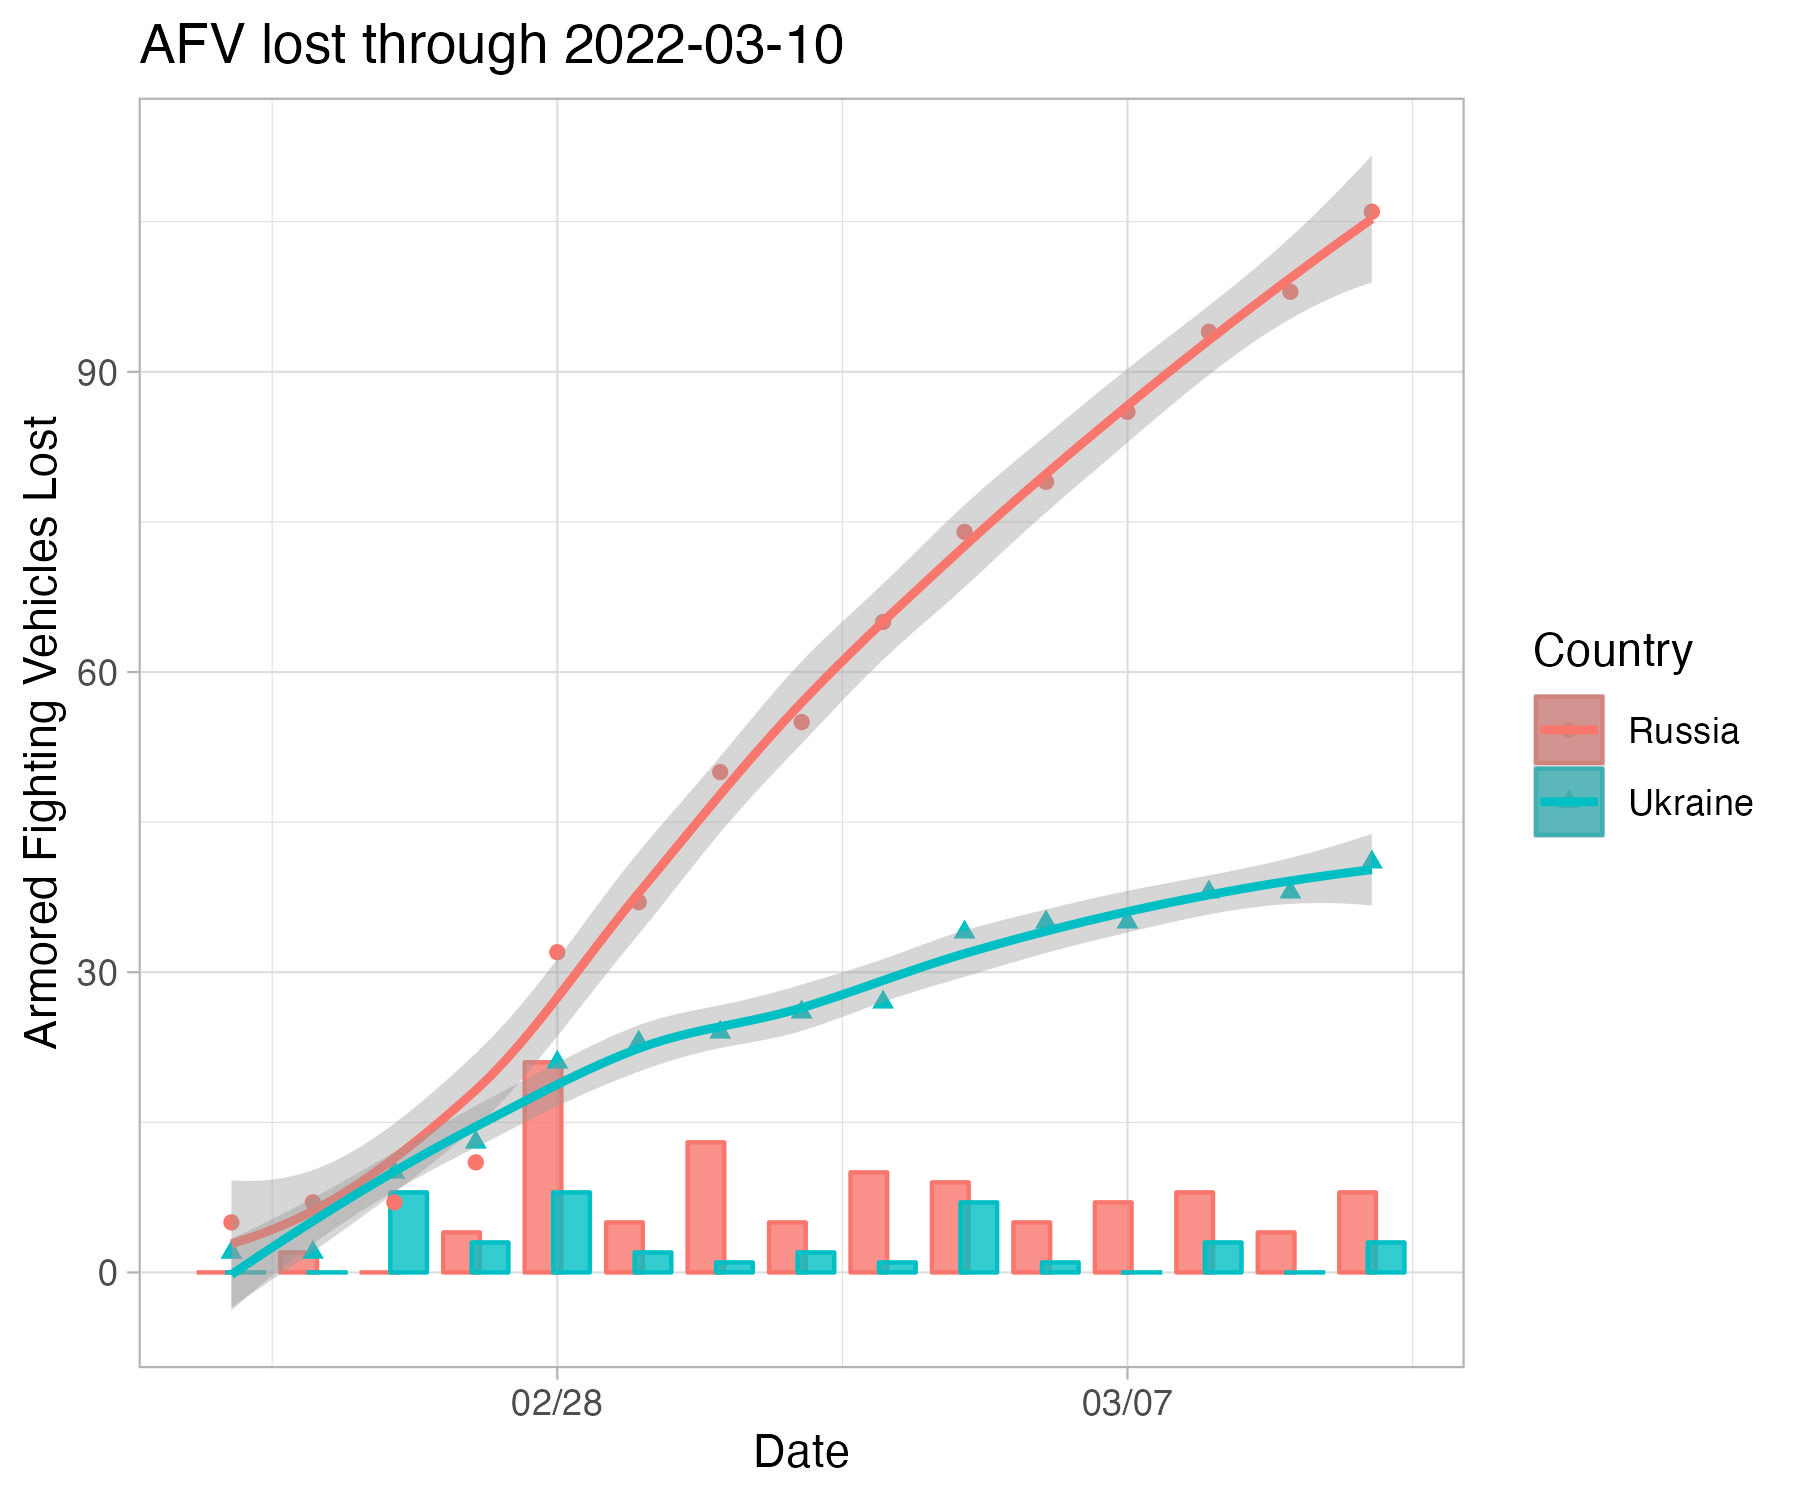 AFV lost through 2022-03-10
Armored Fighting Vehicles Lost
90
60
30
0
02/28
03/07
Date
Country
Russia
Ukraine